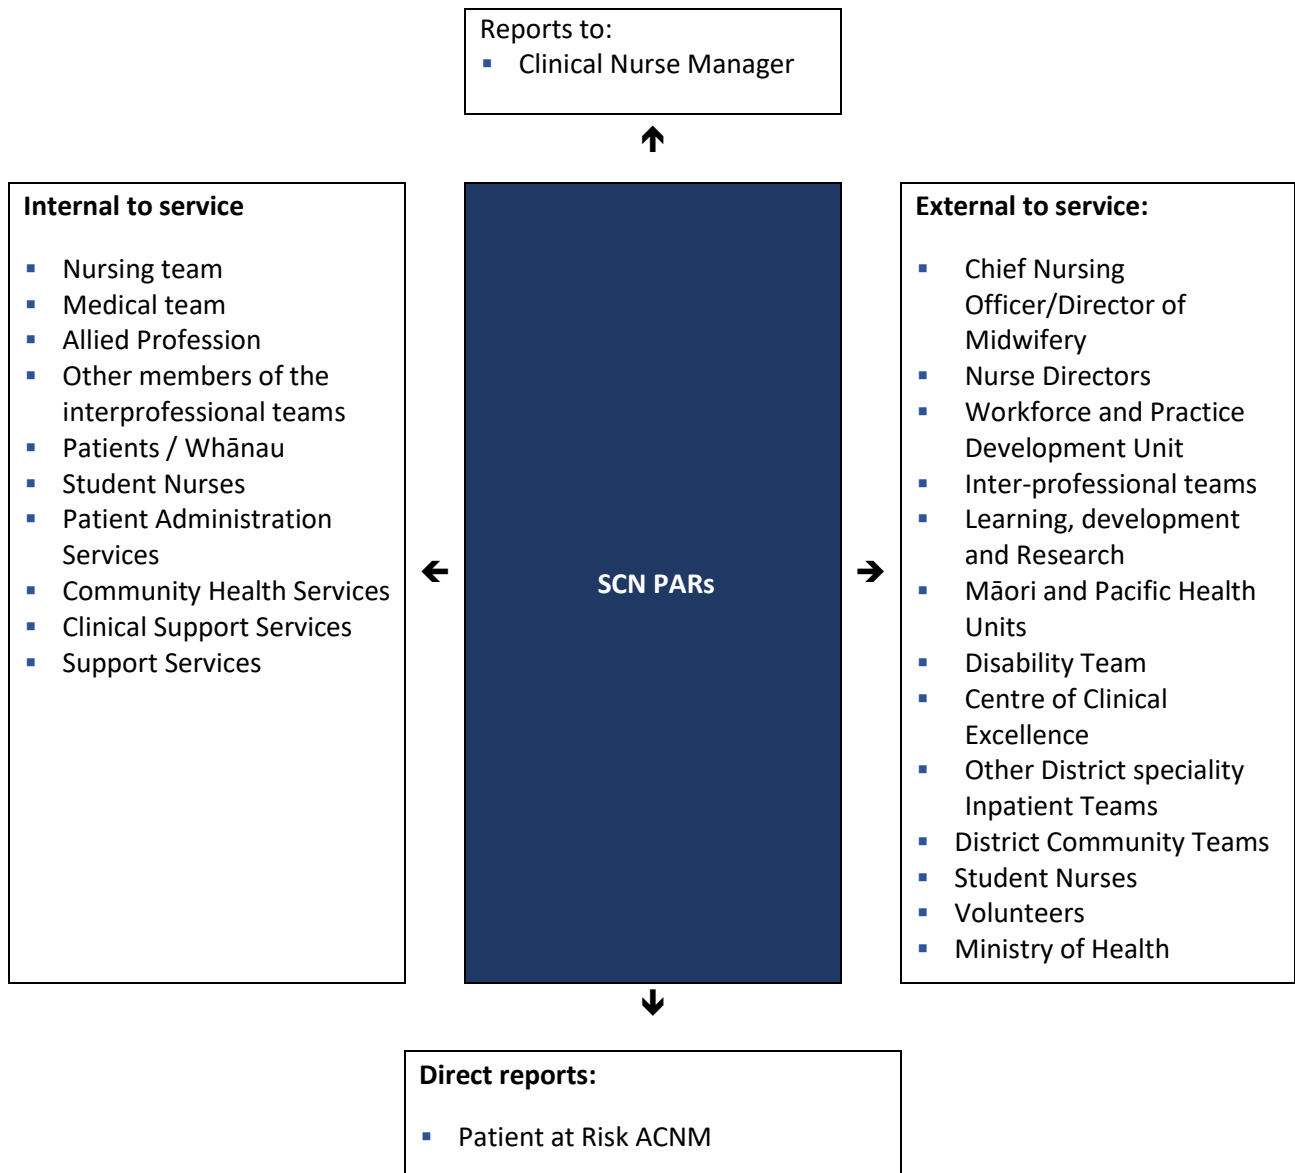 Reports to:
▪ Clinical Nurse Manager
Internal to service
▪ Nursing team
▪ Medical team
▪ Allied Profession
▪ Other members of the
interprofessional teams
▪ Patients / Whānau
▪ Student Nurses
▪ Patient Administration
Services
▪ Community Health Services
▪ Clinical Support Services
▪ Support Services
SCN PARs
External to service:
▪ Chief Nursing
Officer/Director of
Midwifery
▪ Nurse Directors
▪ Workforce and Practice
Development Unit
▪ Inter-professional teams
▪ Learning, development
and Research
▪ Māori and Pacific Health
Units
▪ Disability Team
▪ Centre of Clinical
Excellence
▪ Other District speciality
Inpatient Teams
▪ District Community Teams
▪ Student Nurses
▪ Volunteers
▪ Ministry of Health
Direct reports:
▪ Patient at Risk ACNM